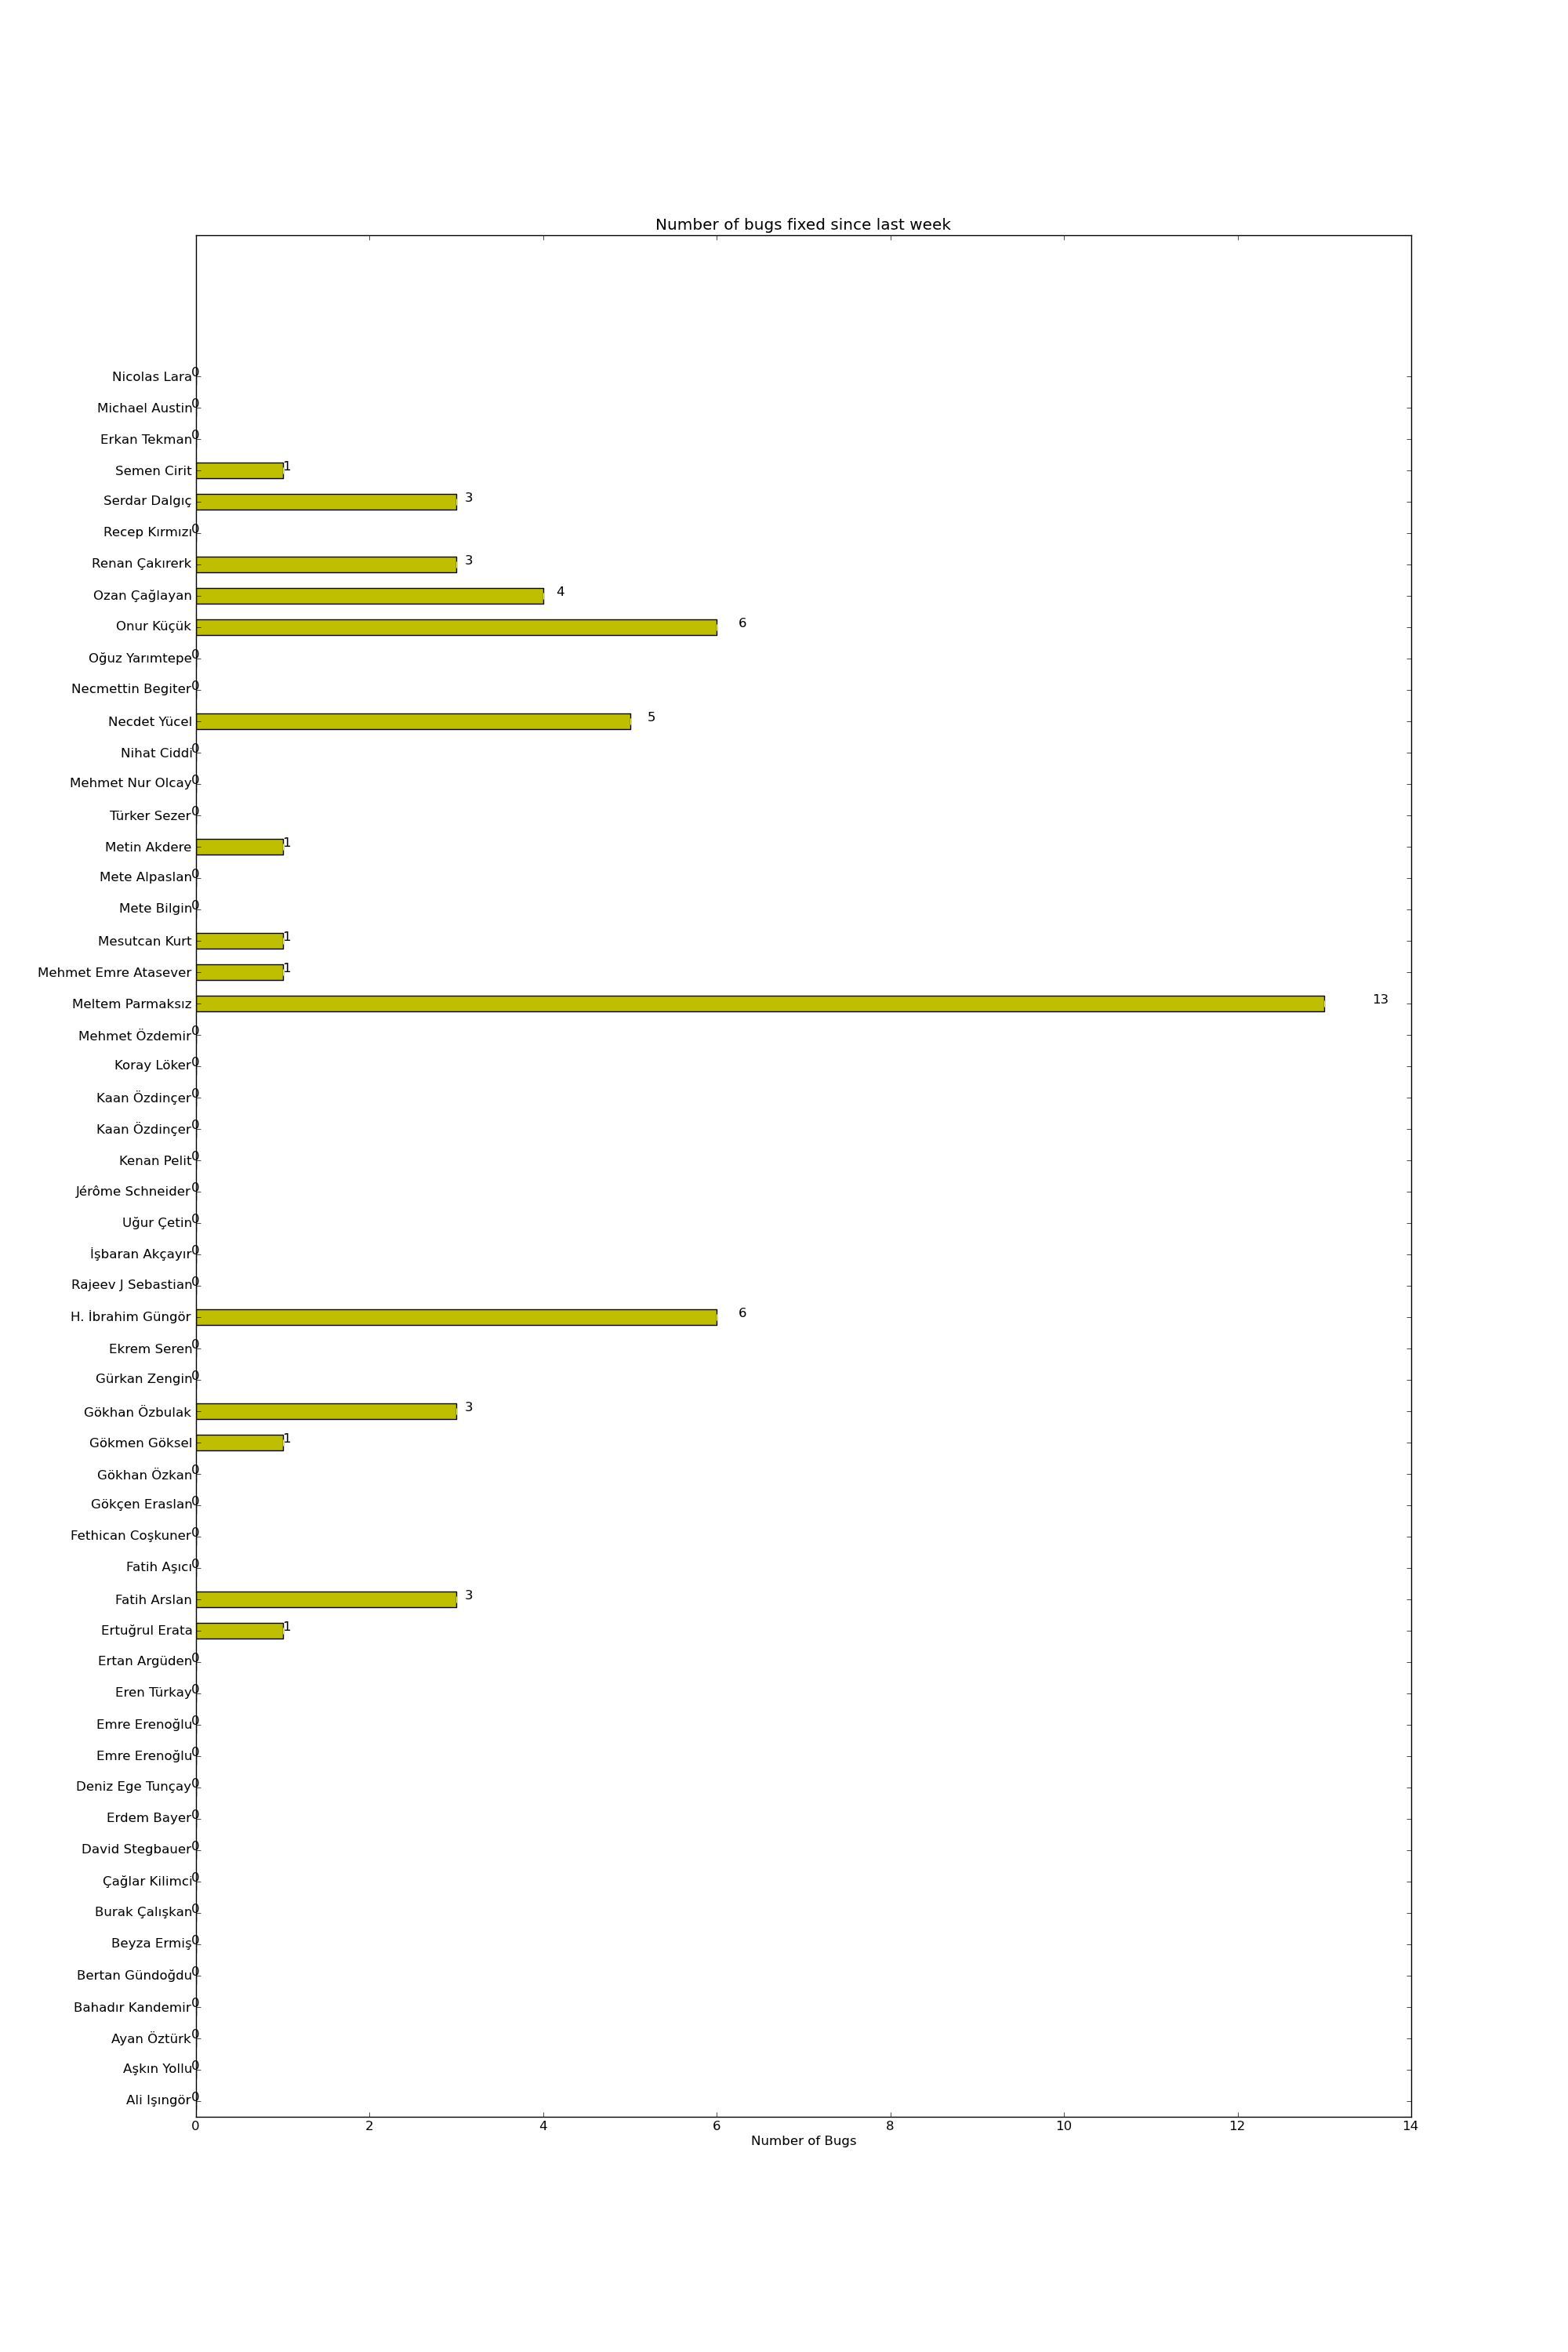 Number of bugs fixed since last week
Nicolas Lara 0
Michael Austin 0
Erkan Tekman 0
Semen Cirit 1
Serdar Dalgıç 3
Recep Kırmızı 0
Renan Çakırerk 3
Ozan Çağlayan 4
Onur Küçük 6
Oğuz Yarımtepe 0
Necmettin Begiter 0
Necdet Yücel 5
Nihat Ciddi 0
Mehmet Nur Olcay 0
Türker Sezer 0
Metin Akdere 1
Mete Alpaslan 0
Mete Bilgin 0
Mesutcan Kurt 1
Mehmet Emre Atasever 1
Meltem Parmaksız 13
Mehmet Özdemir 0
Koray Löker 0
Kaan Özdinçer 0
Kaan Özdinçer 0
Kenan Pelit 0
Jérôme Schneider 0
Uğur Çetin 0
İşbaran Akçayır 0
Rajeev J Sebastian 0
H. İbrahim Güngör 6
Ekrem Seren 0
Gürkan Zengin 0
Gökhan Özbulak 3
Gökmen Göksel 1
Gökhan Özkan 0
Gökçen Eraslan 0
Fethican Coşkuner 0
Fatih Aşıcı 0
Fatih Arslan 3
Ertuğrul Erata 1
Ertan Argüden 0
Eren Türkay 0
Emre Erenoğlu 0
Emre Erenoğlu 0
Deniz Ege Tunçay 0
Erdem Bayer 0
David Stegbauer 0
Çağlar Kilimci 0
Burak Çalışkan 0
Beyza Ermiş 0
Bertan Gündoğdu 0
Bahadır Kandemir 0
Ayan Öztürk 0
Aşkın Yollu 0
Ali Işıngör 0
0 2 4 6 8 10 12 14
Number of Bugs